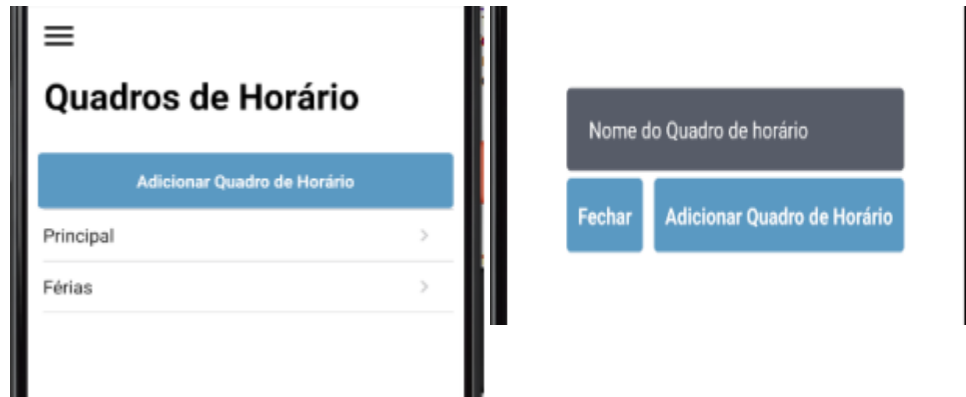 Quadros de Horário
Adicionar Quadro de Horário
Principal
Férias
Nome do Quadro de horário
Fechar
Adicionar Quadro de Horário